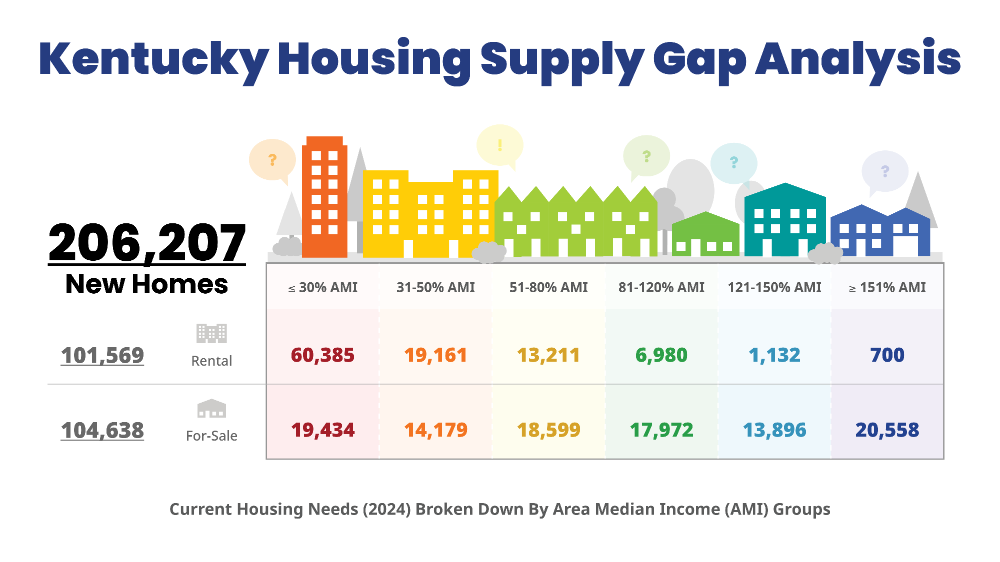 Kentucky Housing Supply Gap Analysis
? ! ? ? ?
206,207
New Homes
≤ 30% AMI 31-50% AMI 51-80% AMI 81-120% AMI 121-150% AMI ≥ 151% AMI
101,569 Rental 60,385 19,161 13,211 6,980 1,132 700
104,638 For-Sale 19,434 14,179 18,599 17,972 13,896 20,558
Current Housing Needs (2024) Broken Down By Area Median Income (AMI) Groups